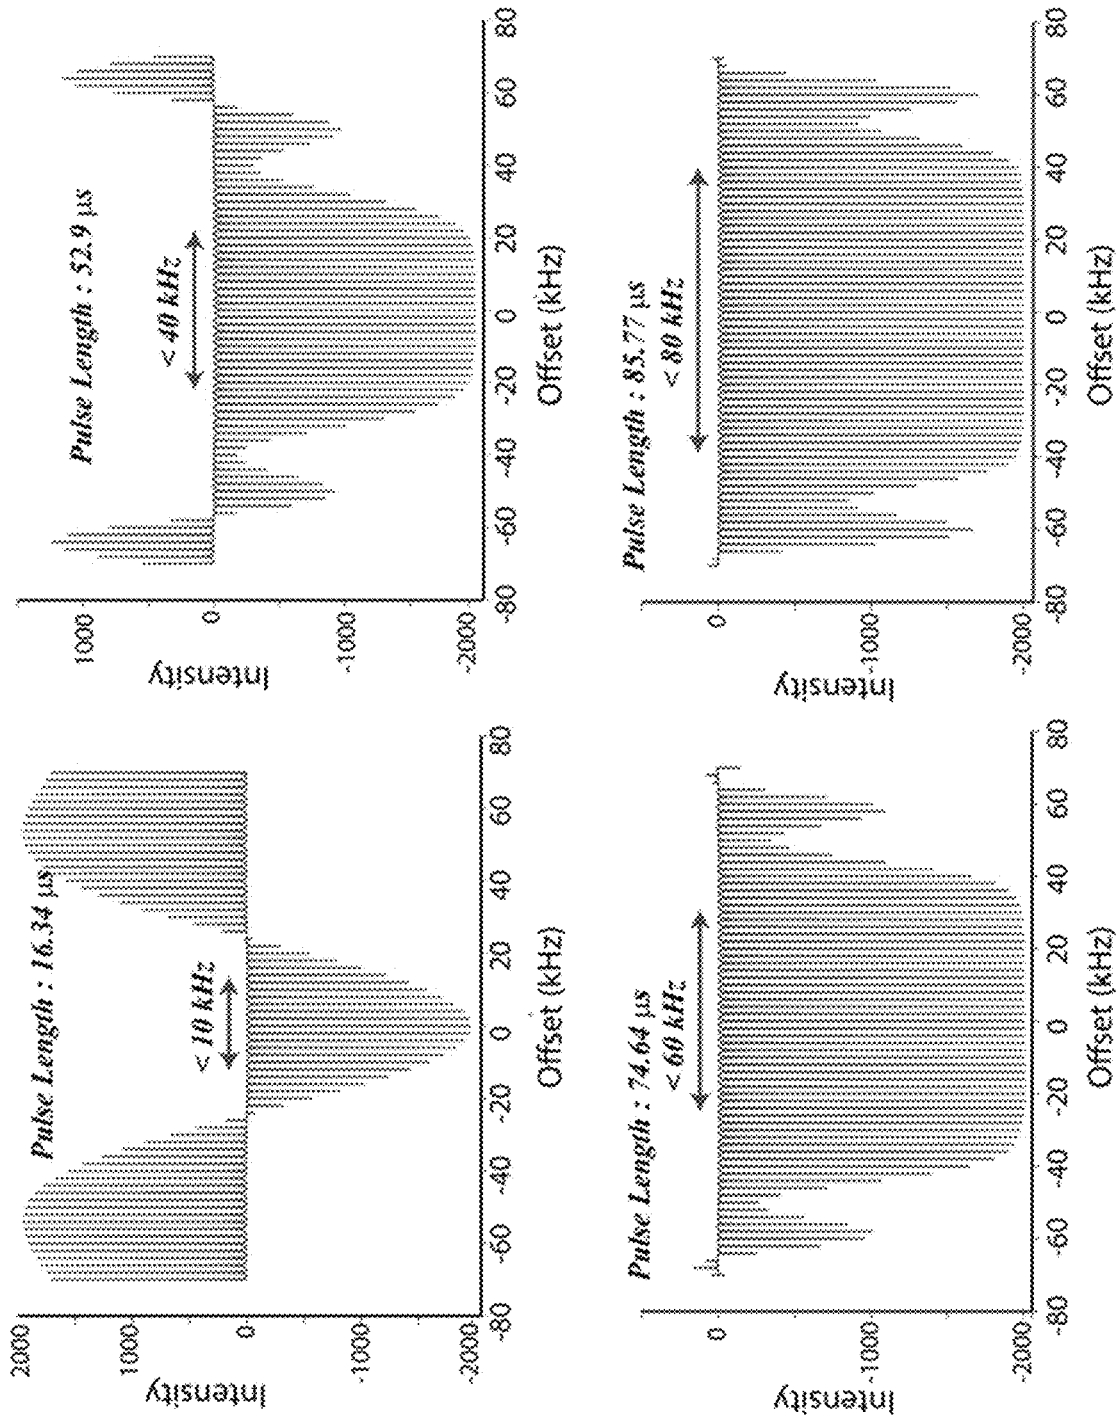 Pulse Length : 16.34 µs
< 10 kHz
2000
1000
0
-1000
-2000
Intensity
-80 -60 -40 -20 0 20 40 60 80
Offset (kHz)
Pulse Length : 52.9 µs
< 40 kHz
1000
0
-1000
-2000
Intensity
-80 -60 -40 -20 0 20 40 60 80
Offset (kHz)
Pulse Length : 74.64 µs
< 60 kHz
0
-1000
-2000
Intensity
-80 -60 -40 -20 0 20 40 60 80
Offset (kHz)
Pulse Length : 85.77 µs
< 80 kHz
0
-1000
-2000
Intensity
-80 -60 -40 -20 0 20 40 60 80
Offset (kHz)